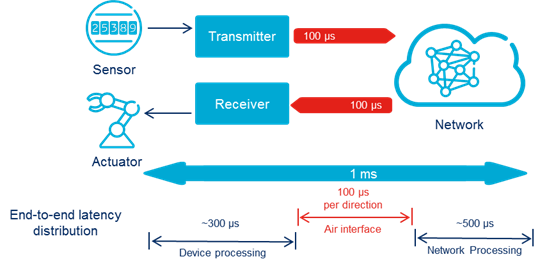 25389
Transmitter
100 µs
Sensor
Receiver
100 µs
Network
Actuator
1 ms
End-to-end latency
distribution
100 µs
per direction
Air interface
~300 µs
Device processing
~500 µs
Network Processing